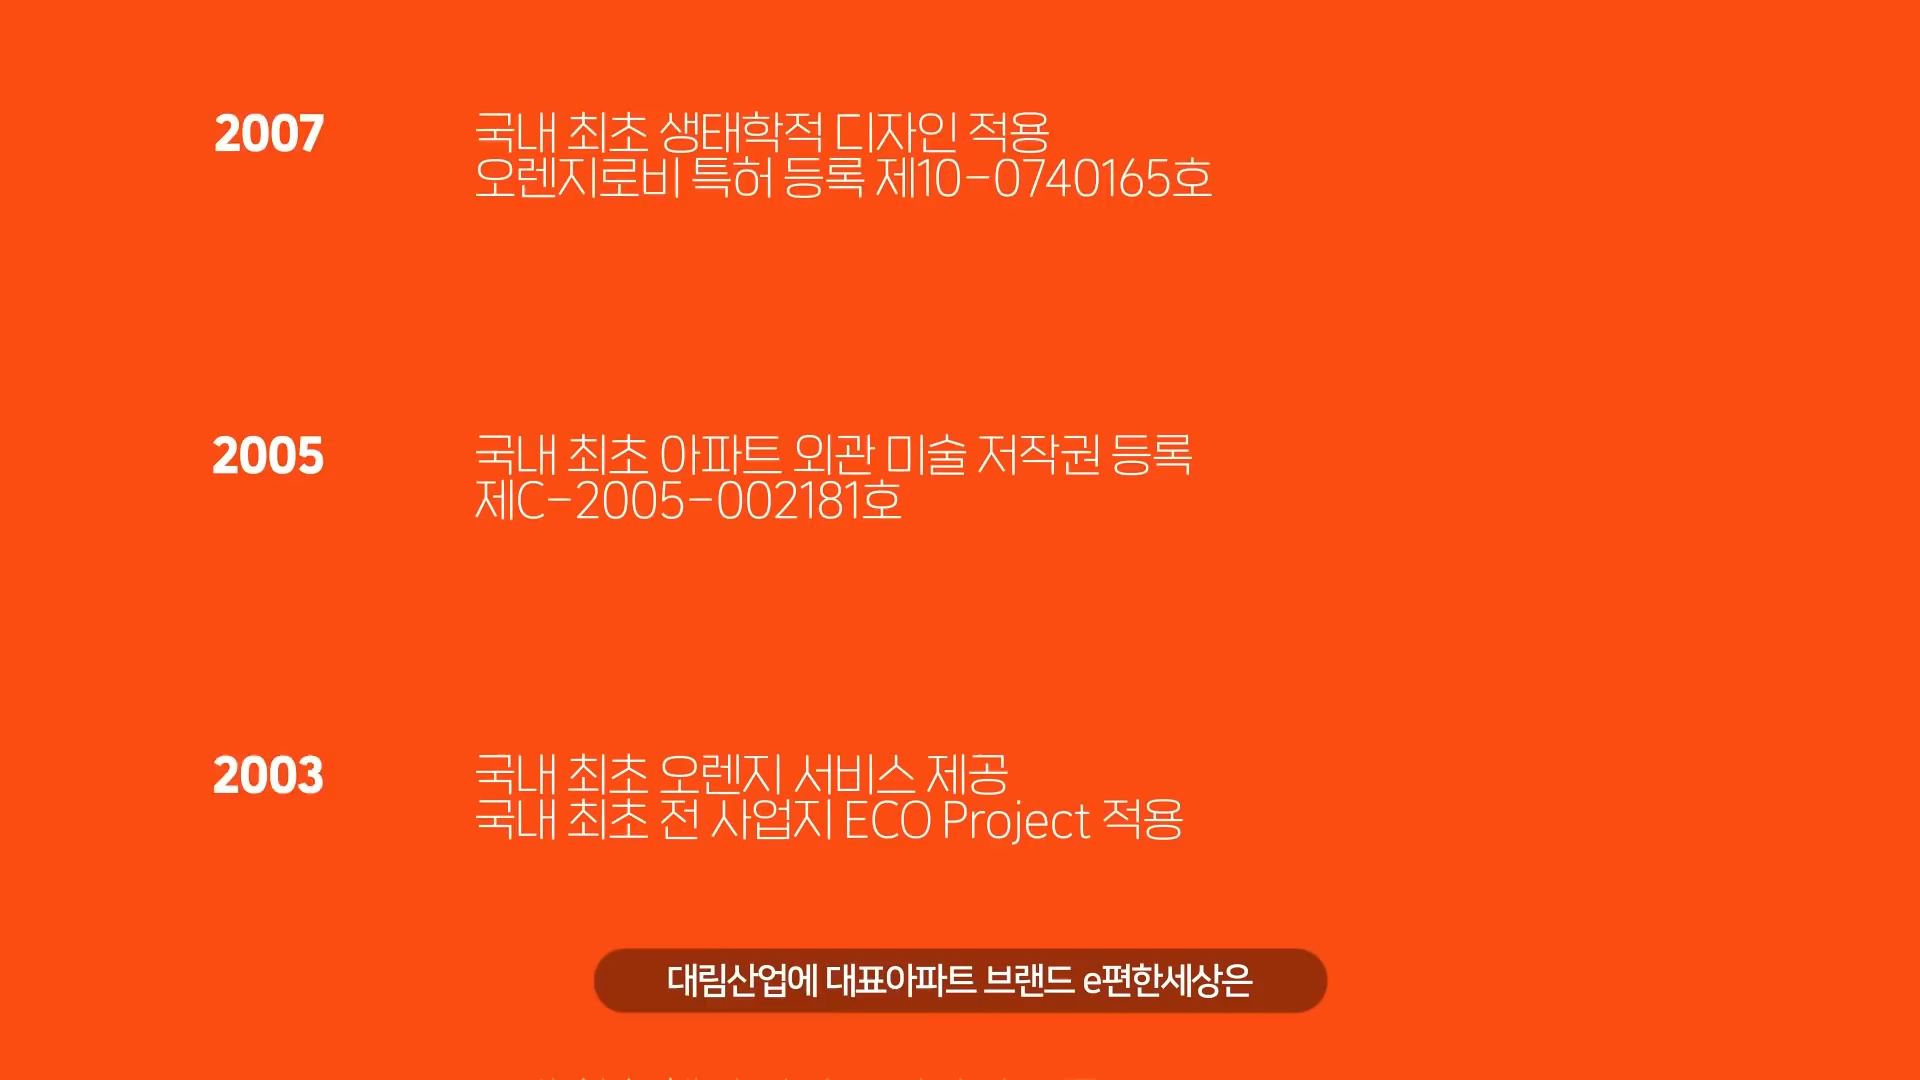 2007
국내 최초 생태학적 디자인 적용
오렌지로비 특허 등록 제10-0740165호
2005
국내 최초 아파트 외관 미술 저작권 등록
제C-2005-002181호
2003
국내 최초 오렌지 서비스 제공
국내 최초 전 사업지 ECO Project 적용
대림산업에 대표아파트 브랜드 e편한세상은